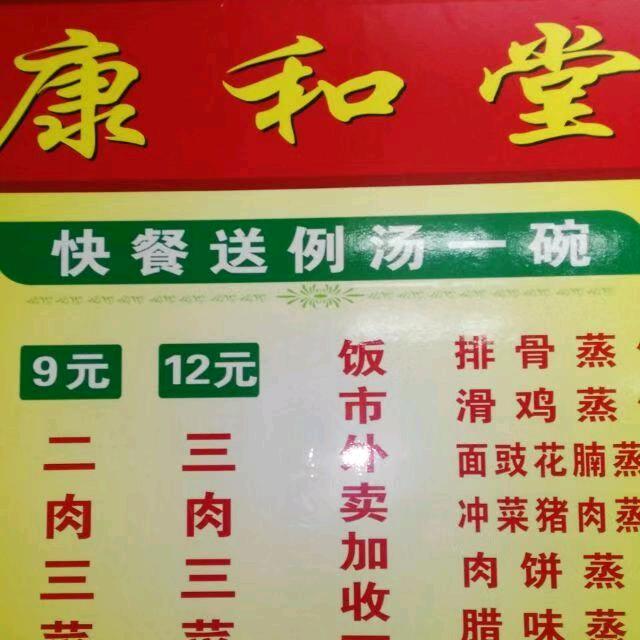 康和堂
快餐送例汤一碗
9元
二肉三菜
12元
三肉三菜
饭市外卖加收
排骨蒸
滑鸡蒸
面豉花腩蒸
冲菜猪肉蒸
肉饼蒸
腊味蒸